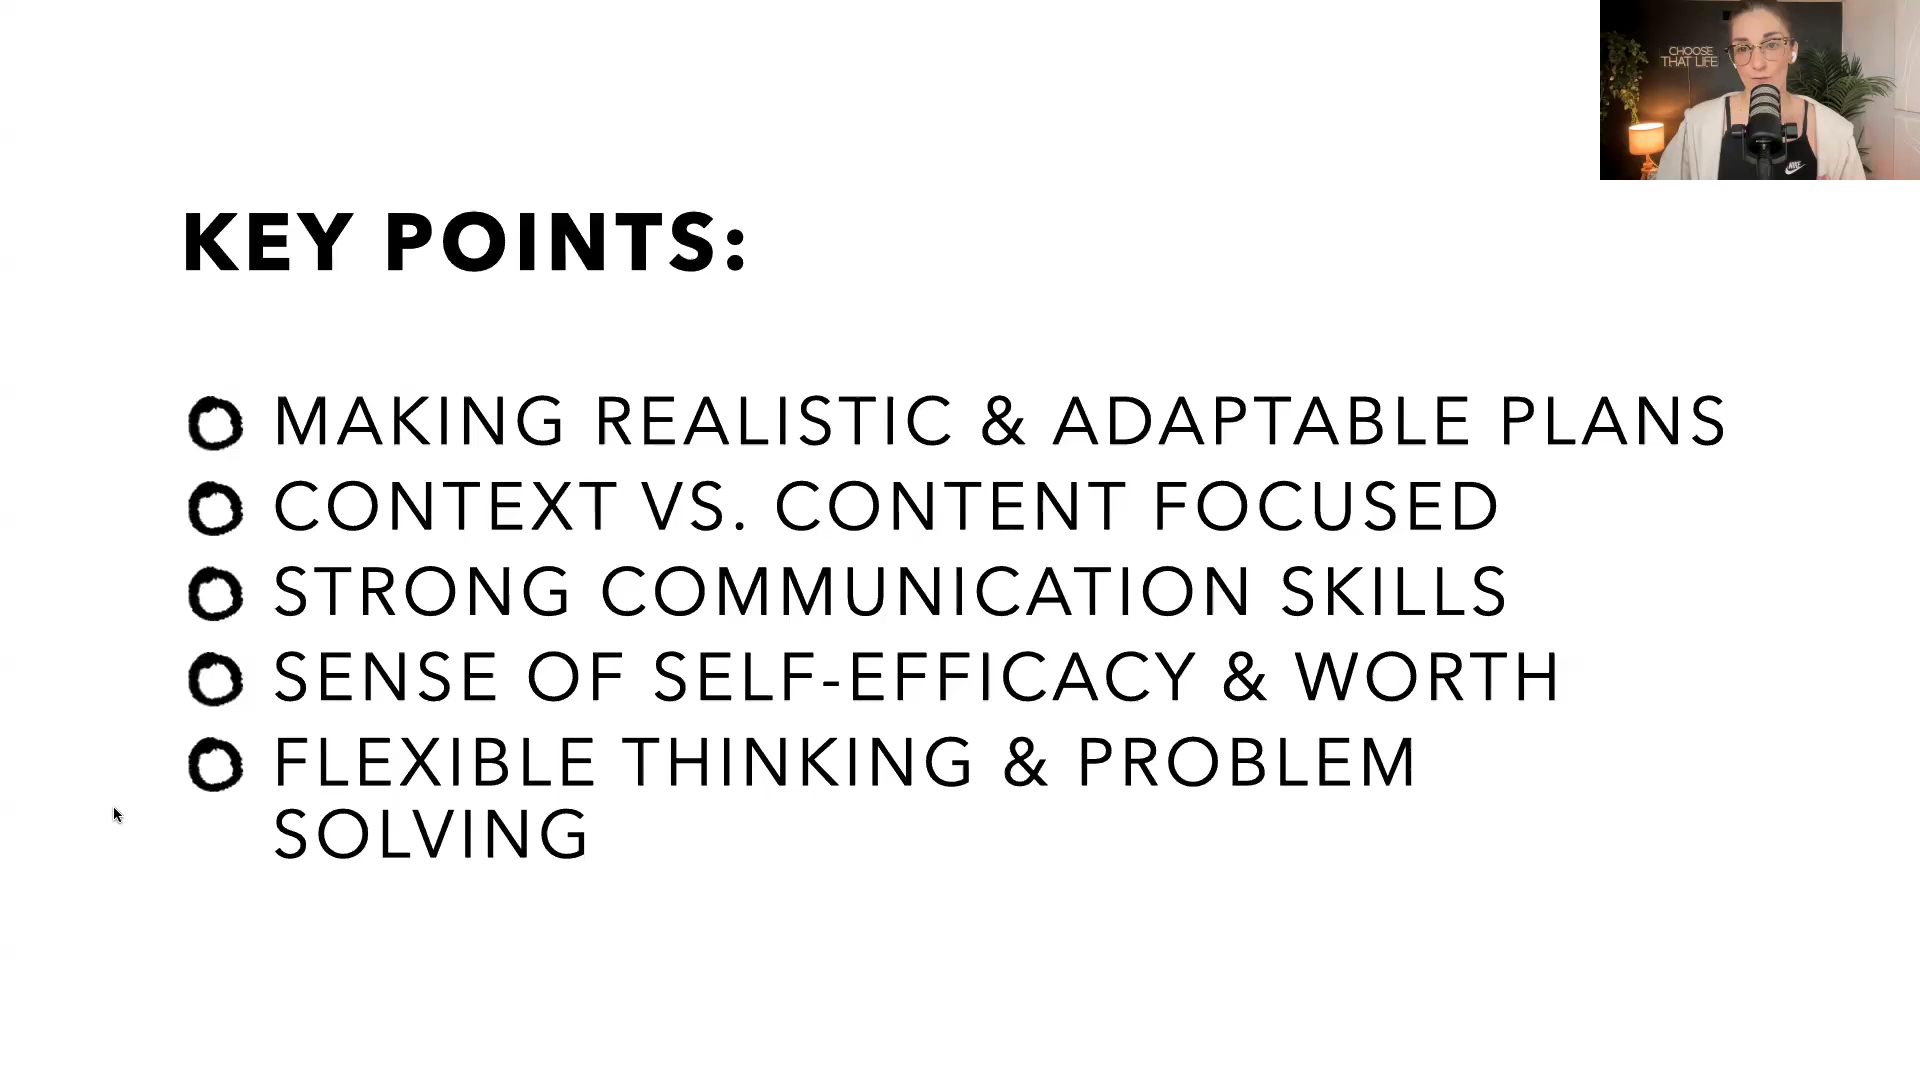 CHOOSE
THAT LIFE
NIKE
KEY POINTS:
MAKING REALISTIC & ADAPTABLE PLANS
CONTEXT VS. CONTENT FOCUSED
STRONG COMMUNICATION SKILLS
SENSE OF SELF-EFFICACY & WORTH
FLEXIBLE THINKING & PROBLEM
SOLVING